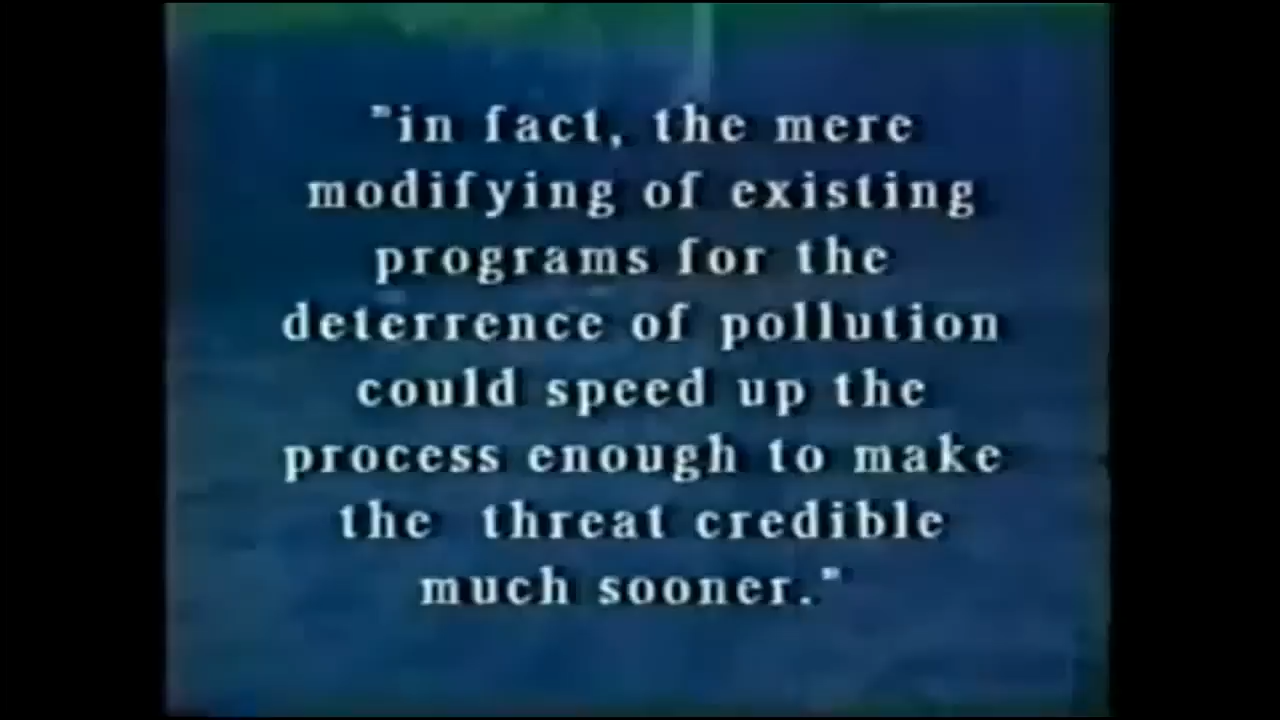 "in fact, the mere
modifying of existing
programs for the
deterrence of pollution
could speed up the
process enough to make
the threat credible
much sooner."